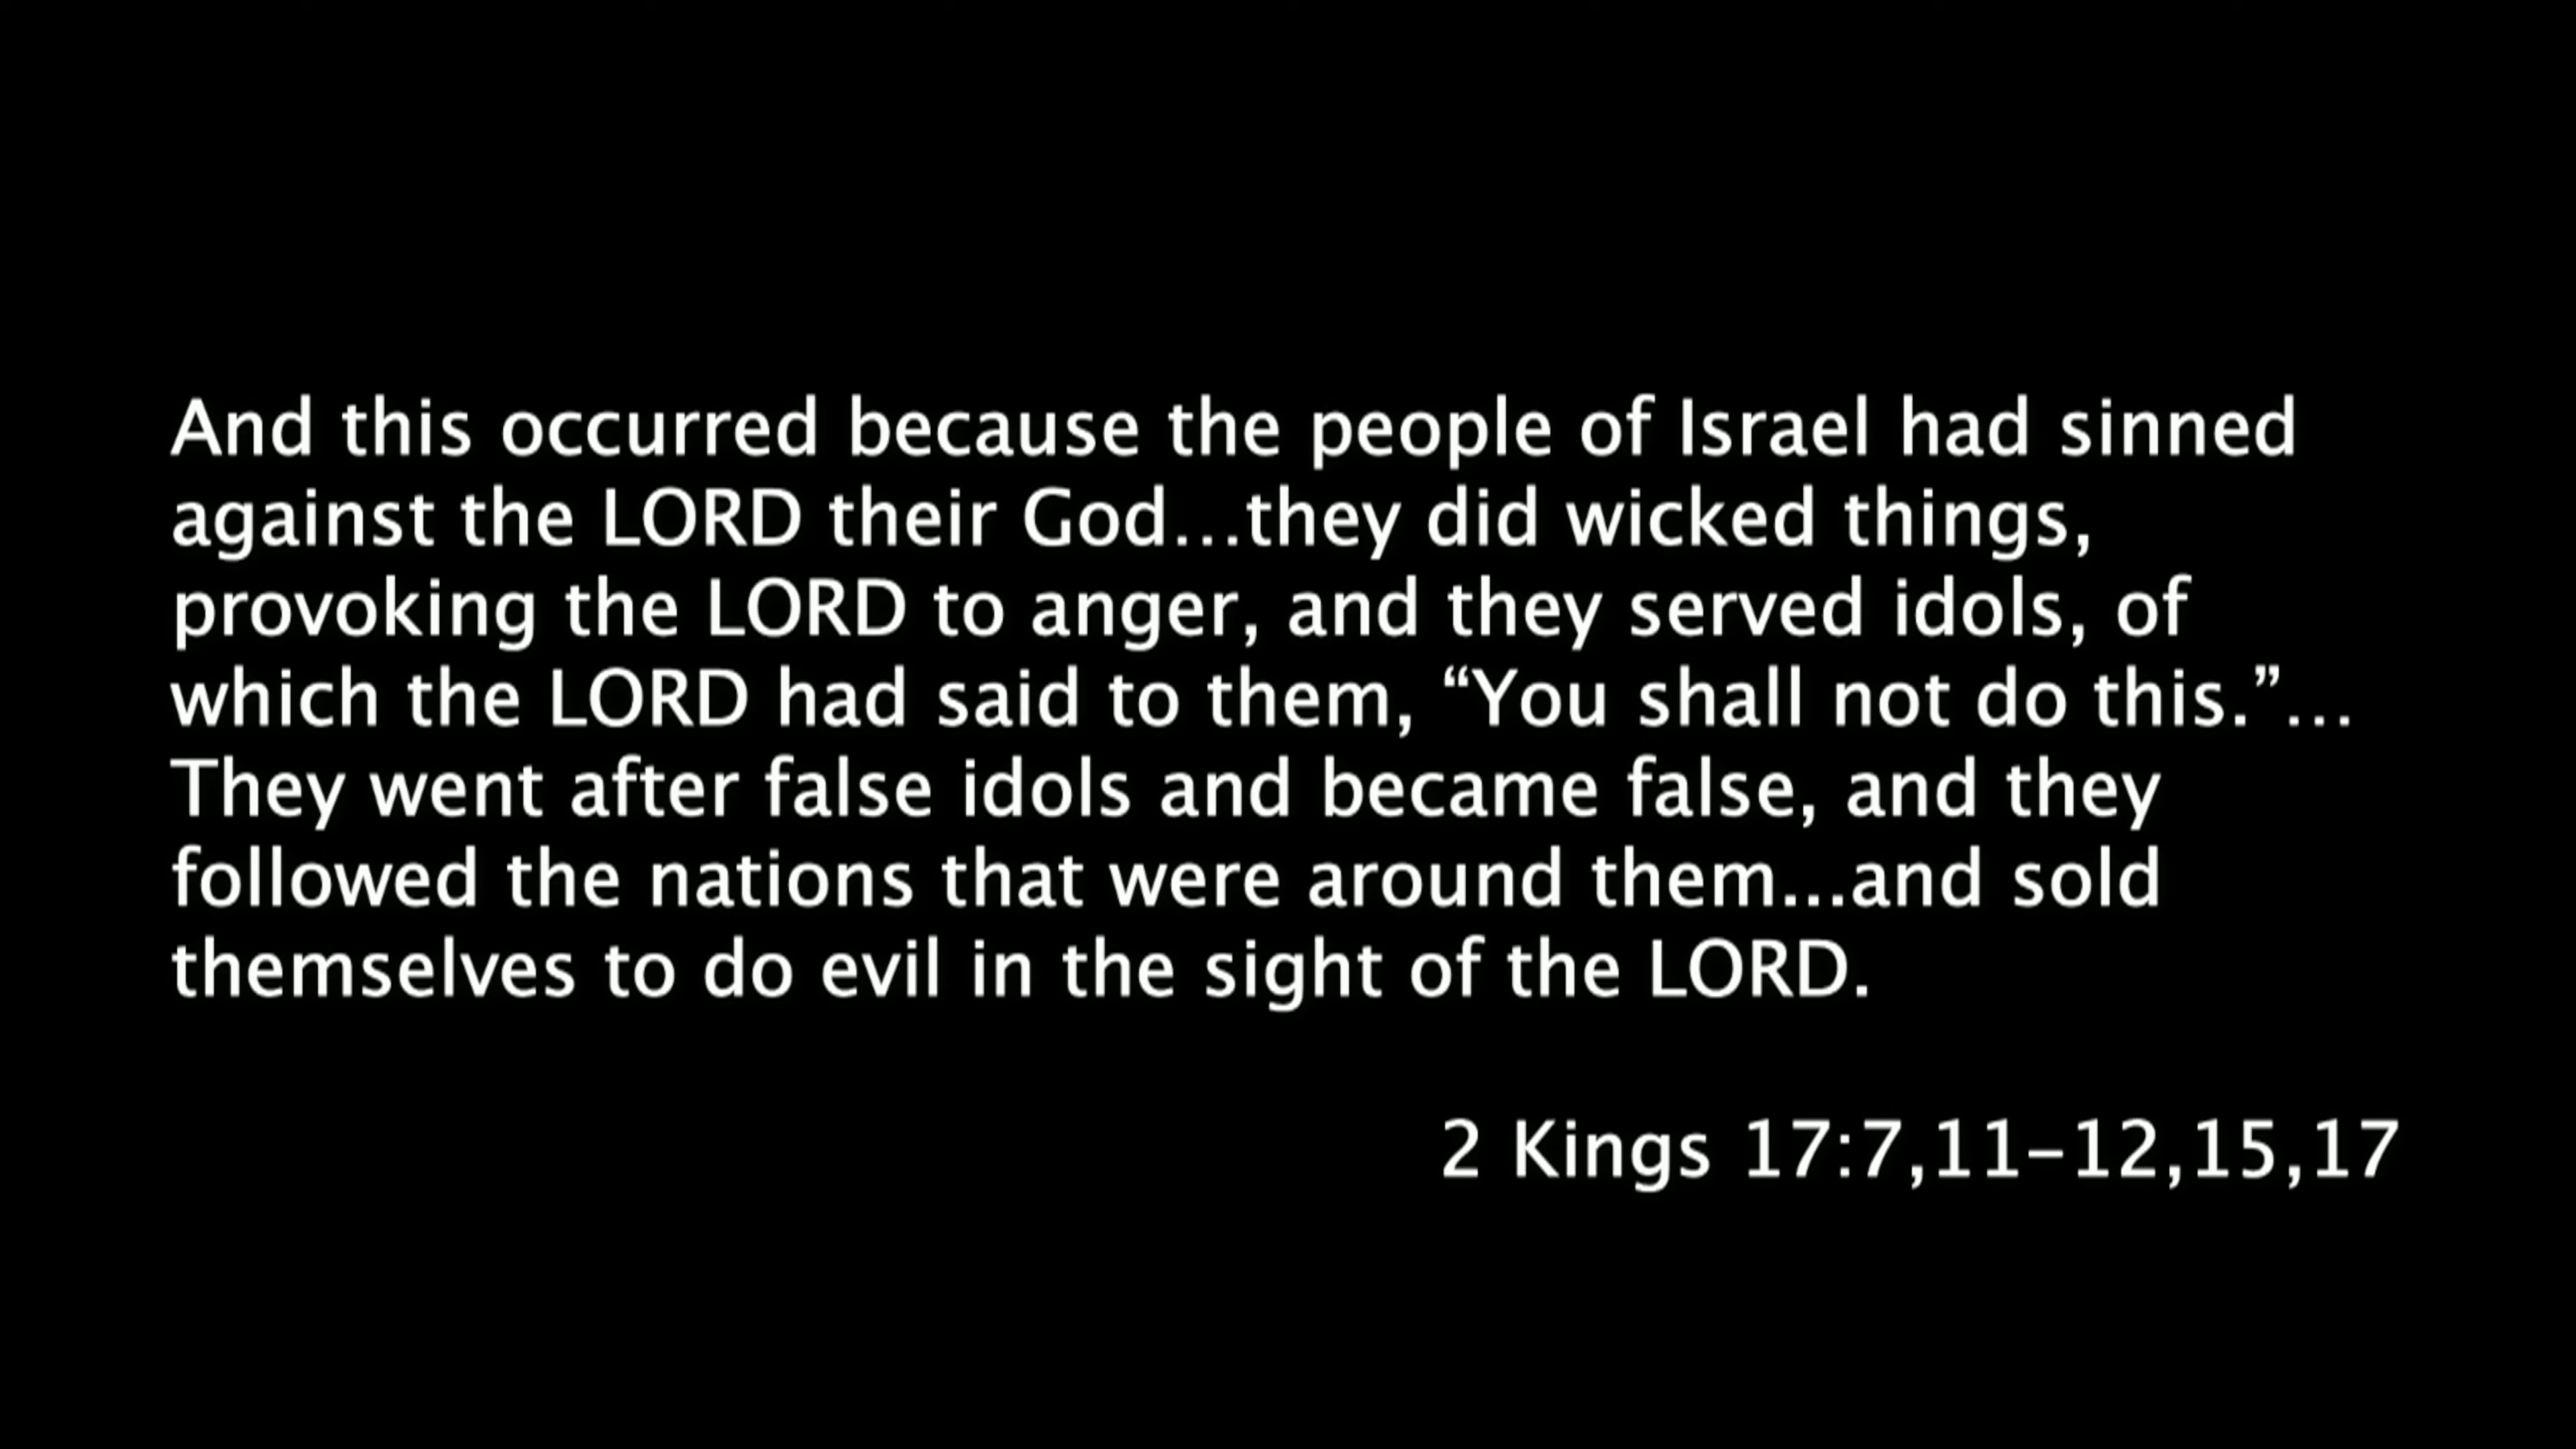 And this occurred because the people of Israel had sinned
against the LORD their God...they did wicked things,
provoking the LORD to anger, and they served idols, of
which the LORD had said to them, “You shall not do this.”...
They went after false idols and became false, and they
followed the nations that were around them...and sold
themselves to do evil in the sight of the LORD.
2 Kings 17:7,11-12,15,17